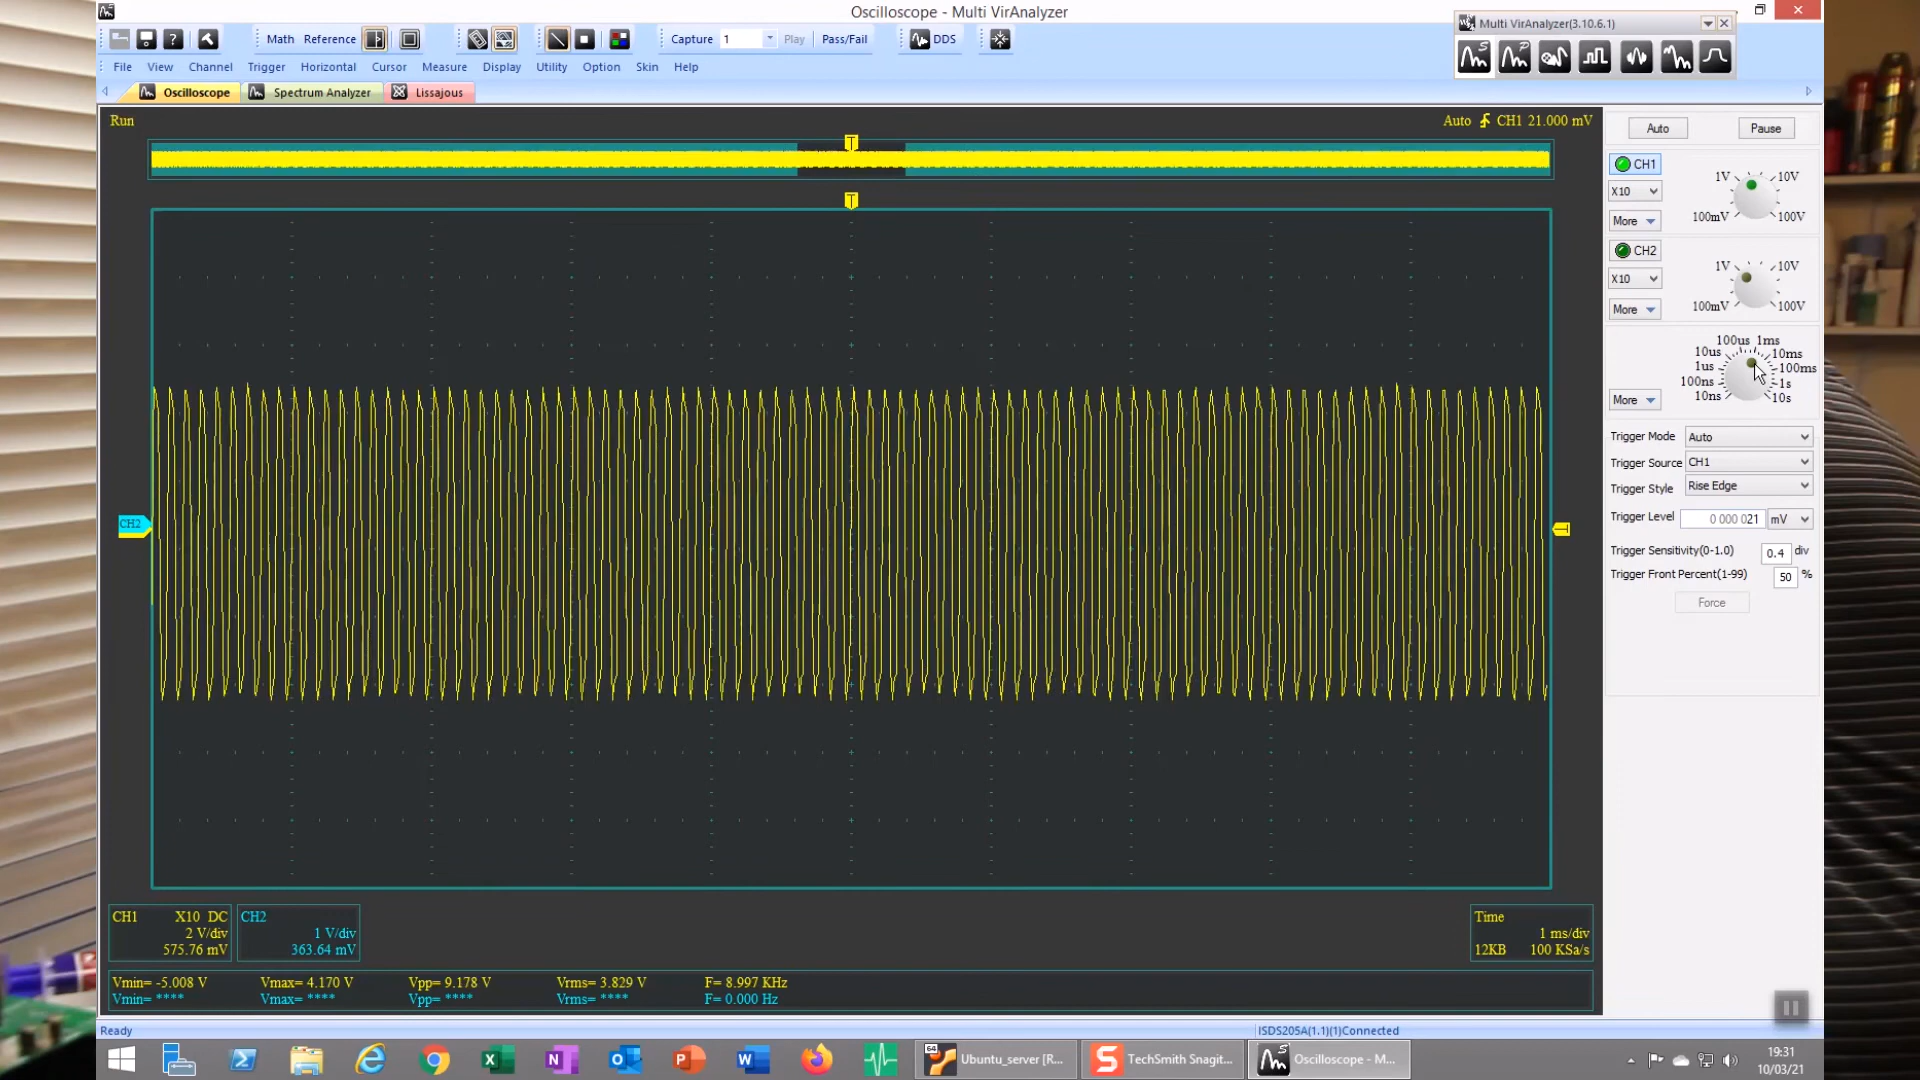 Oscilloscope - Multi VirAnalyzer
Multi VirAnalyzer(3.10.6.1)
Math Reference Capture 1 Play Pass/Fail DDS
File View Channel Trigger Horizontal Cursor Measure Display Utility Option Skin Help
Oscilloscope Spectrum Analyzer Lissajous
Run
Auto CH1 21.000 mV
T
T
CH2
Auto Pause
CH1
X10
More
1V 10V
100mV 100V
CH2
X10
More
1V 10V
100mV 100V
100us 1ms
10us 10ms
1us 100ms
100ns 1s
10ns 10s
More
Trigger Mode Auto
Trigger Source CH1
Trigger Style Rise Edge
Trigger Level 0 000 021 mV
Trigger Sensitivity(0-1.0) 0.4 div
Trigger Front Percent(1-99) 50 %
Force
CH1 X10 DC
2 V/div
575.76 mV
CH2
1 V/div
363.64 mV
Time
1 ms/div
12KB 100 KSa/s
Vmin= -5.008 V Vmax= 4.170 V Vpp= 9.178 V Vrms= 3.829 V F= 8.997 KHz
Vmin= **** Vmax= **** Vpp= **** Vrms= **** F= 0.000 Hz
Ready
ISDS205A(1.1)(1)Connected
64 Ubuntu_server [R... TechSmith Snagit... Oscilloscope - M...
19:31
10/03/21